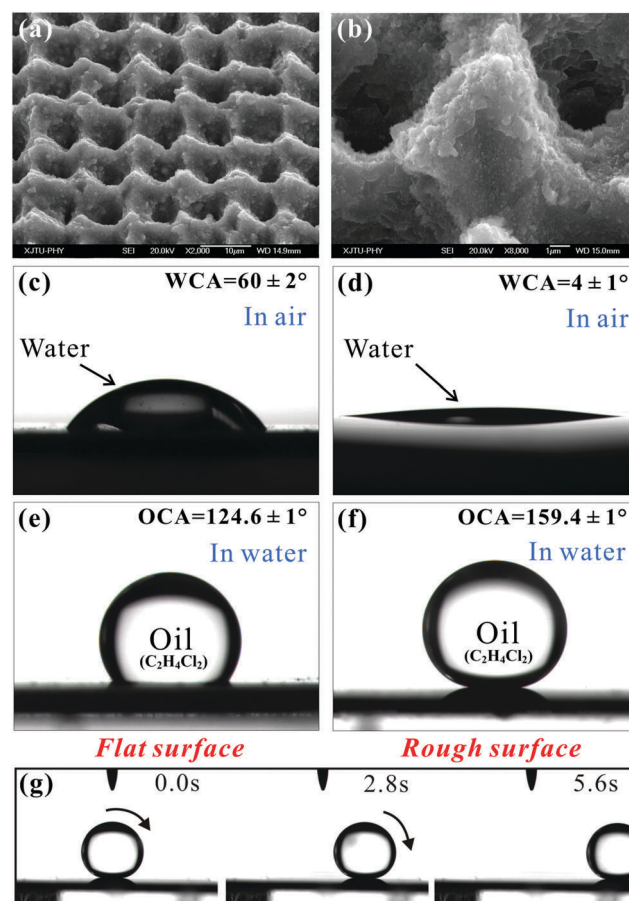 (a)
XJTU-PHY SEI 20.0kV X2,000 10μm WD 14.9mm
(b)
XJTU-PHY SEI 20.0kV X8,000 1μm WD 15.0mm
(c) WCA=60 ± 2°
In air
Water
(d) WCA=4 ± 1°
In air
Water
(e) OCA=124.6 ± 1°
In water
Oil
(C₂H₄Cl₂)
(f) OCA=159.4 ± 1°
In water
Oil
(C₂H₄Cl₂)
Flat surface
Rough surface
(g) 0.0s
2.8s
5.6s